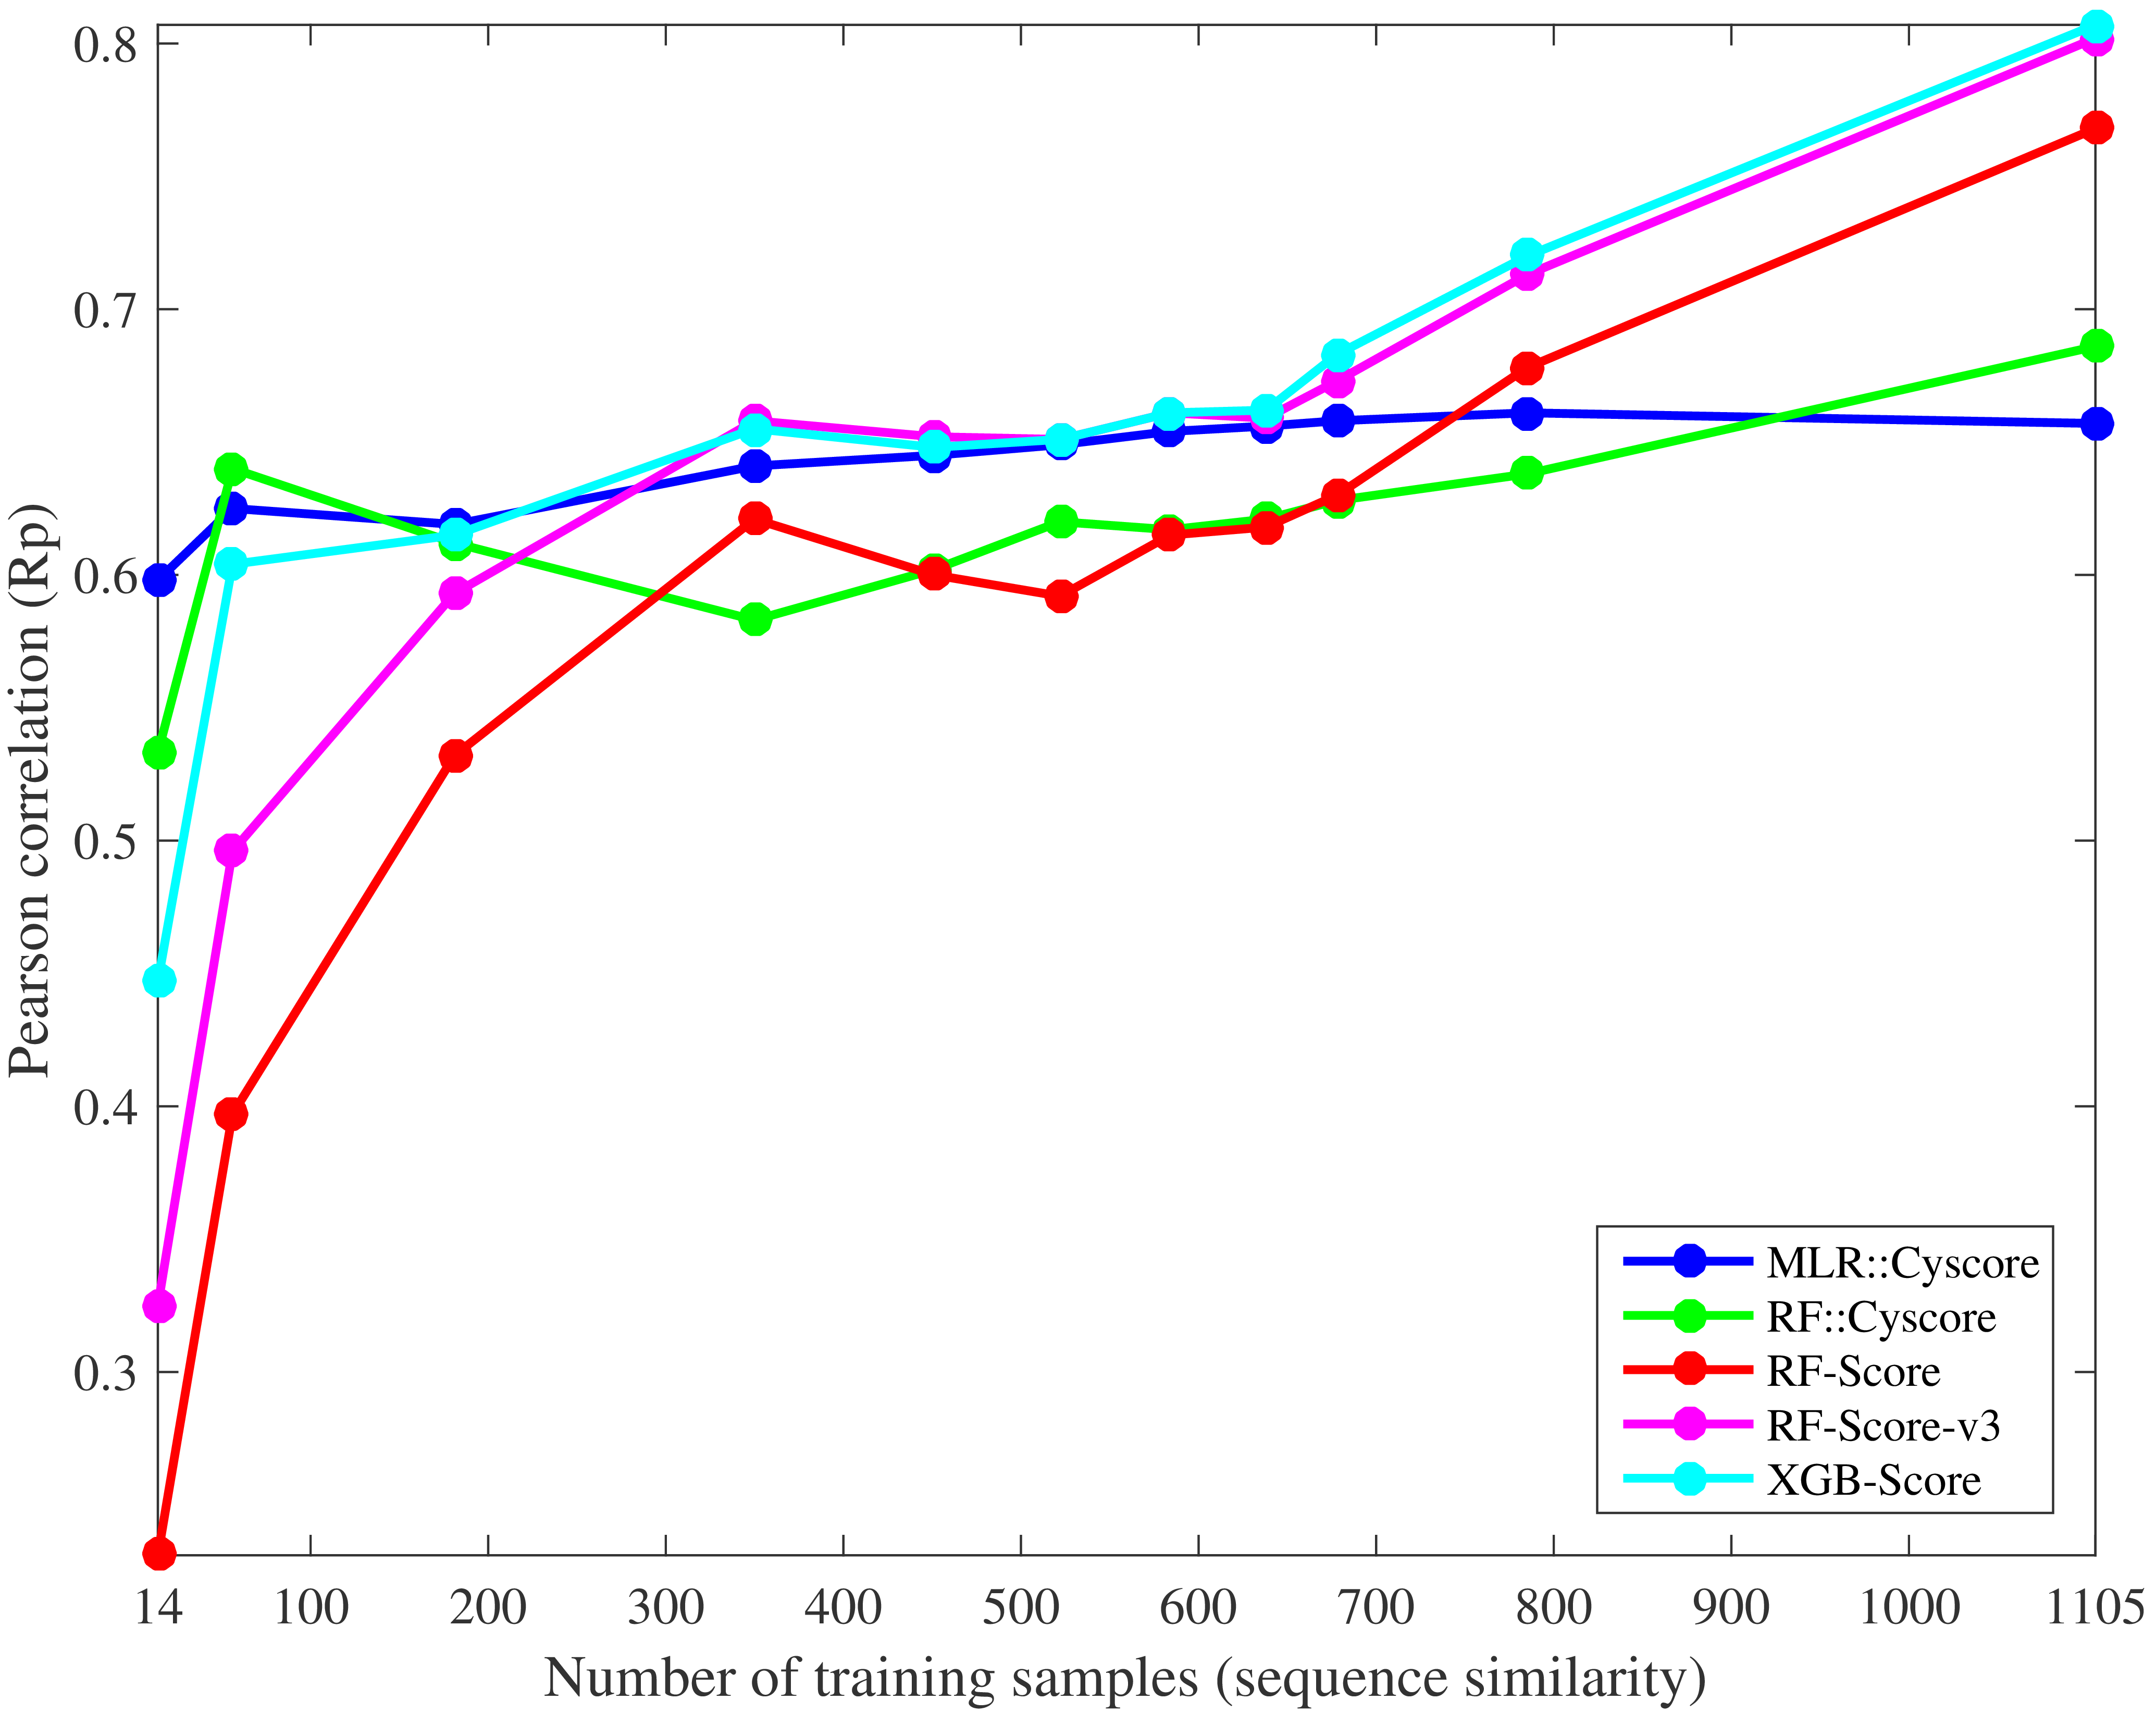 Pearson correlation (Rp)
0.8
0.7
0.6
0.5
0.4
0.3
14 100 200 300 400 500 600 700 800 900 1000 1105
Number of training samples (sequence similarity)
MLR::Cyscore
RF::Cyscore
RF-Score
RF-Score-v3
XGB-Score